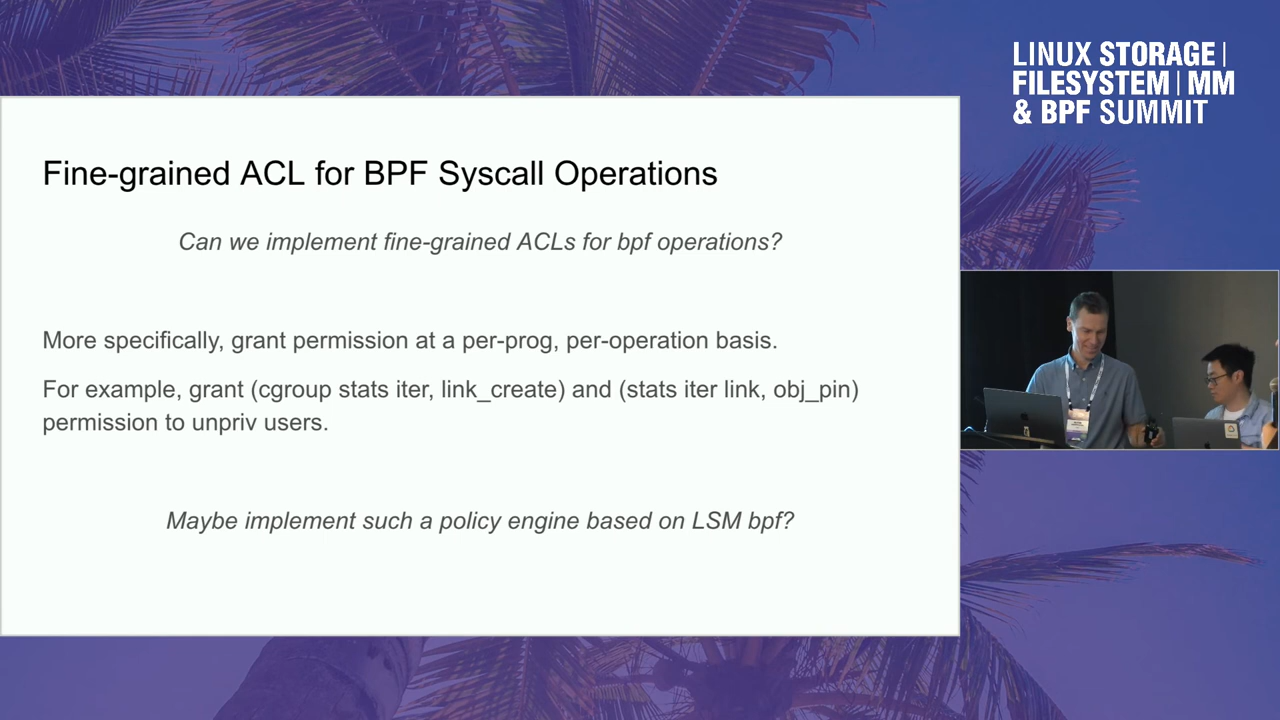 LINUX STORAGE |
FILESYSTEM | MM
& BPF SUMMIT
Fine-grained ACL for BPF Syscall Operations
Can we implement fine-grained ACLs for bpf operations?
More specifically, grant permission at a per-prog, per-operation basis.
For example, grant (cgroup stats iter, link_create) and (stats iter link, obj_pin)
permission to unpriv users.
Maybe implement such a policy engine based on LSM bpf?